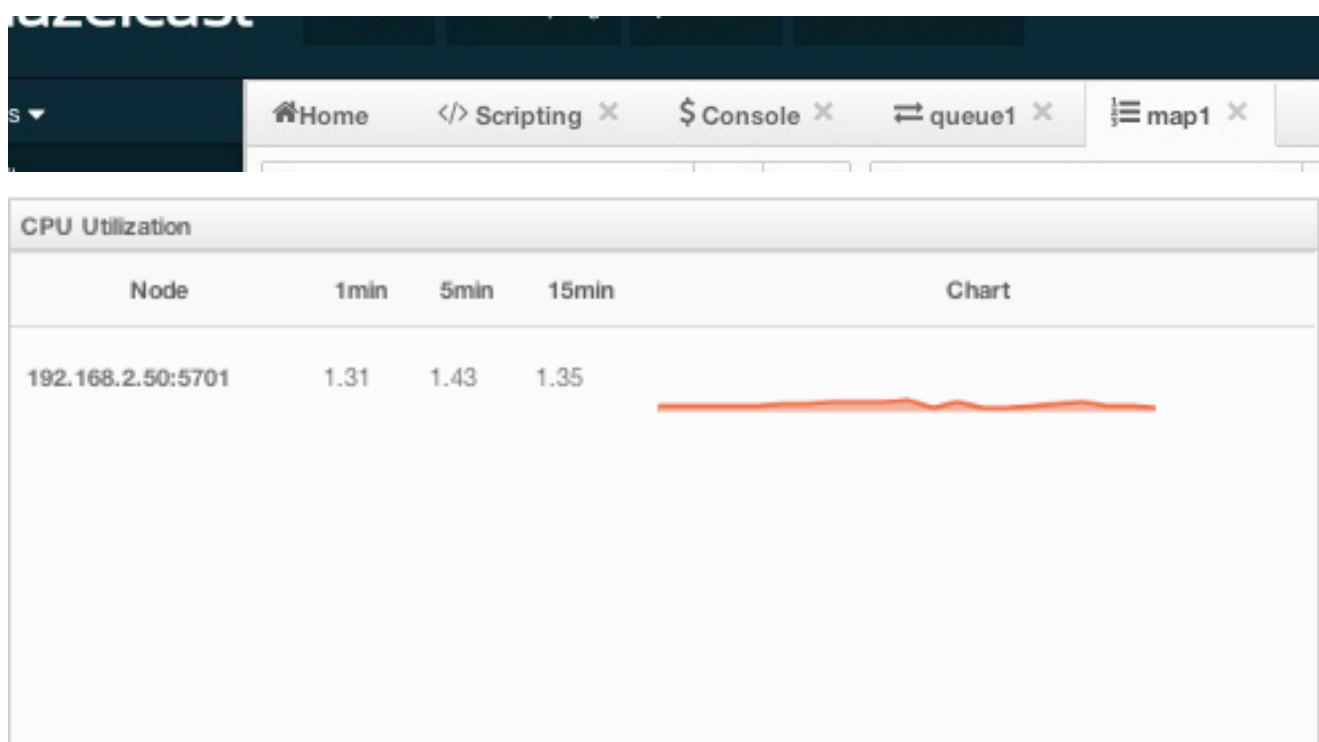 s
Home Scripting Console queue1 map1
CPU Utilization
Node 1min 5min 15min Chart
192.168.2.50:5701 1.31 1.43 1.35